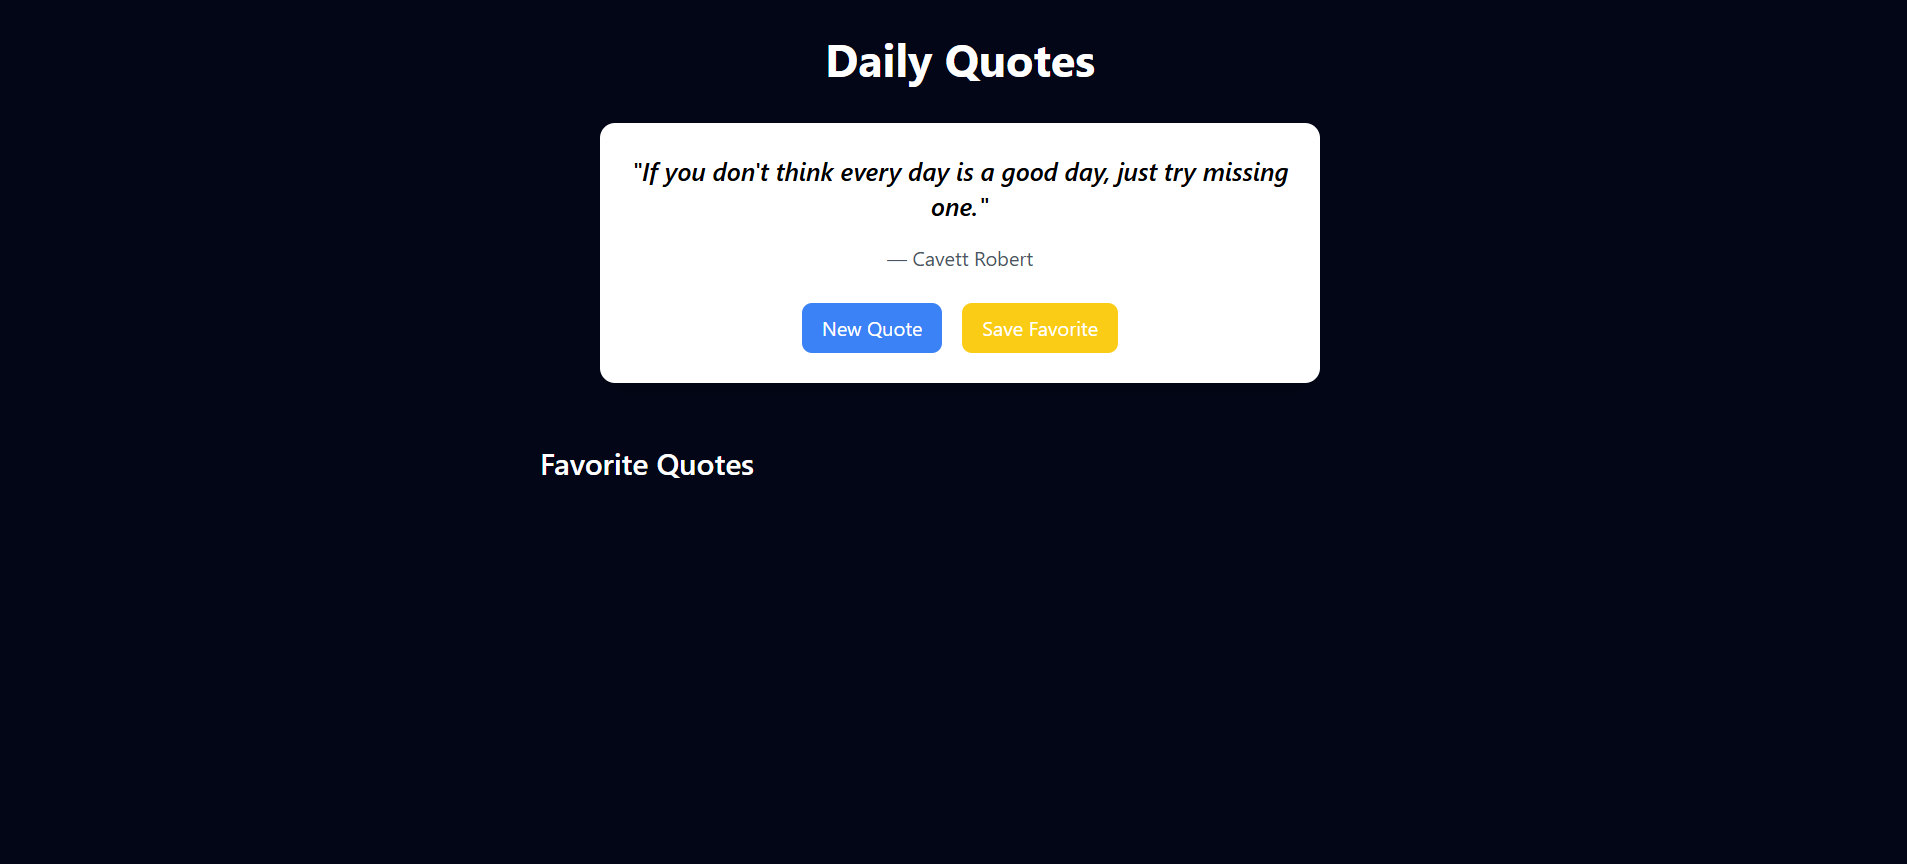 Daily Quotes
"If you don't think every day is a good day, just try missing
one."
— Cavett Robert
New Quote
Save Favorite
Favorite Quotes